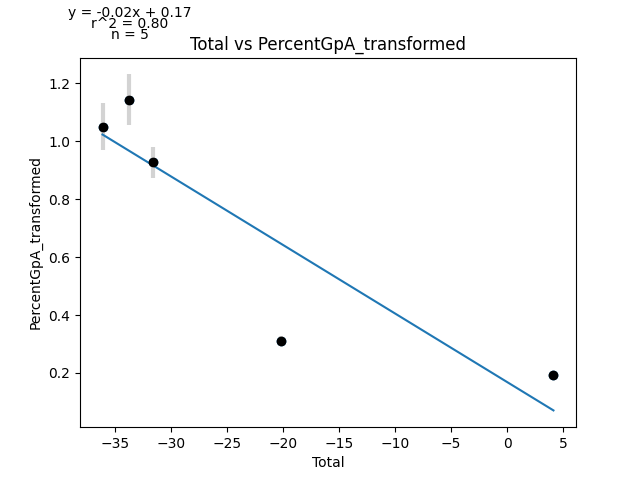 y = -0.02x + 0.17
r^2 = 0.80
n = 5
Total vs PercentGpA_transformed
1.2
1.0
0.8
0.6
0.4
0.2
PercentGpA_transformed
−35 −30 −25 −20 −15 −10 −5 0 5
Total